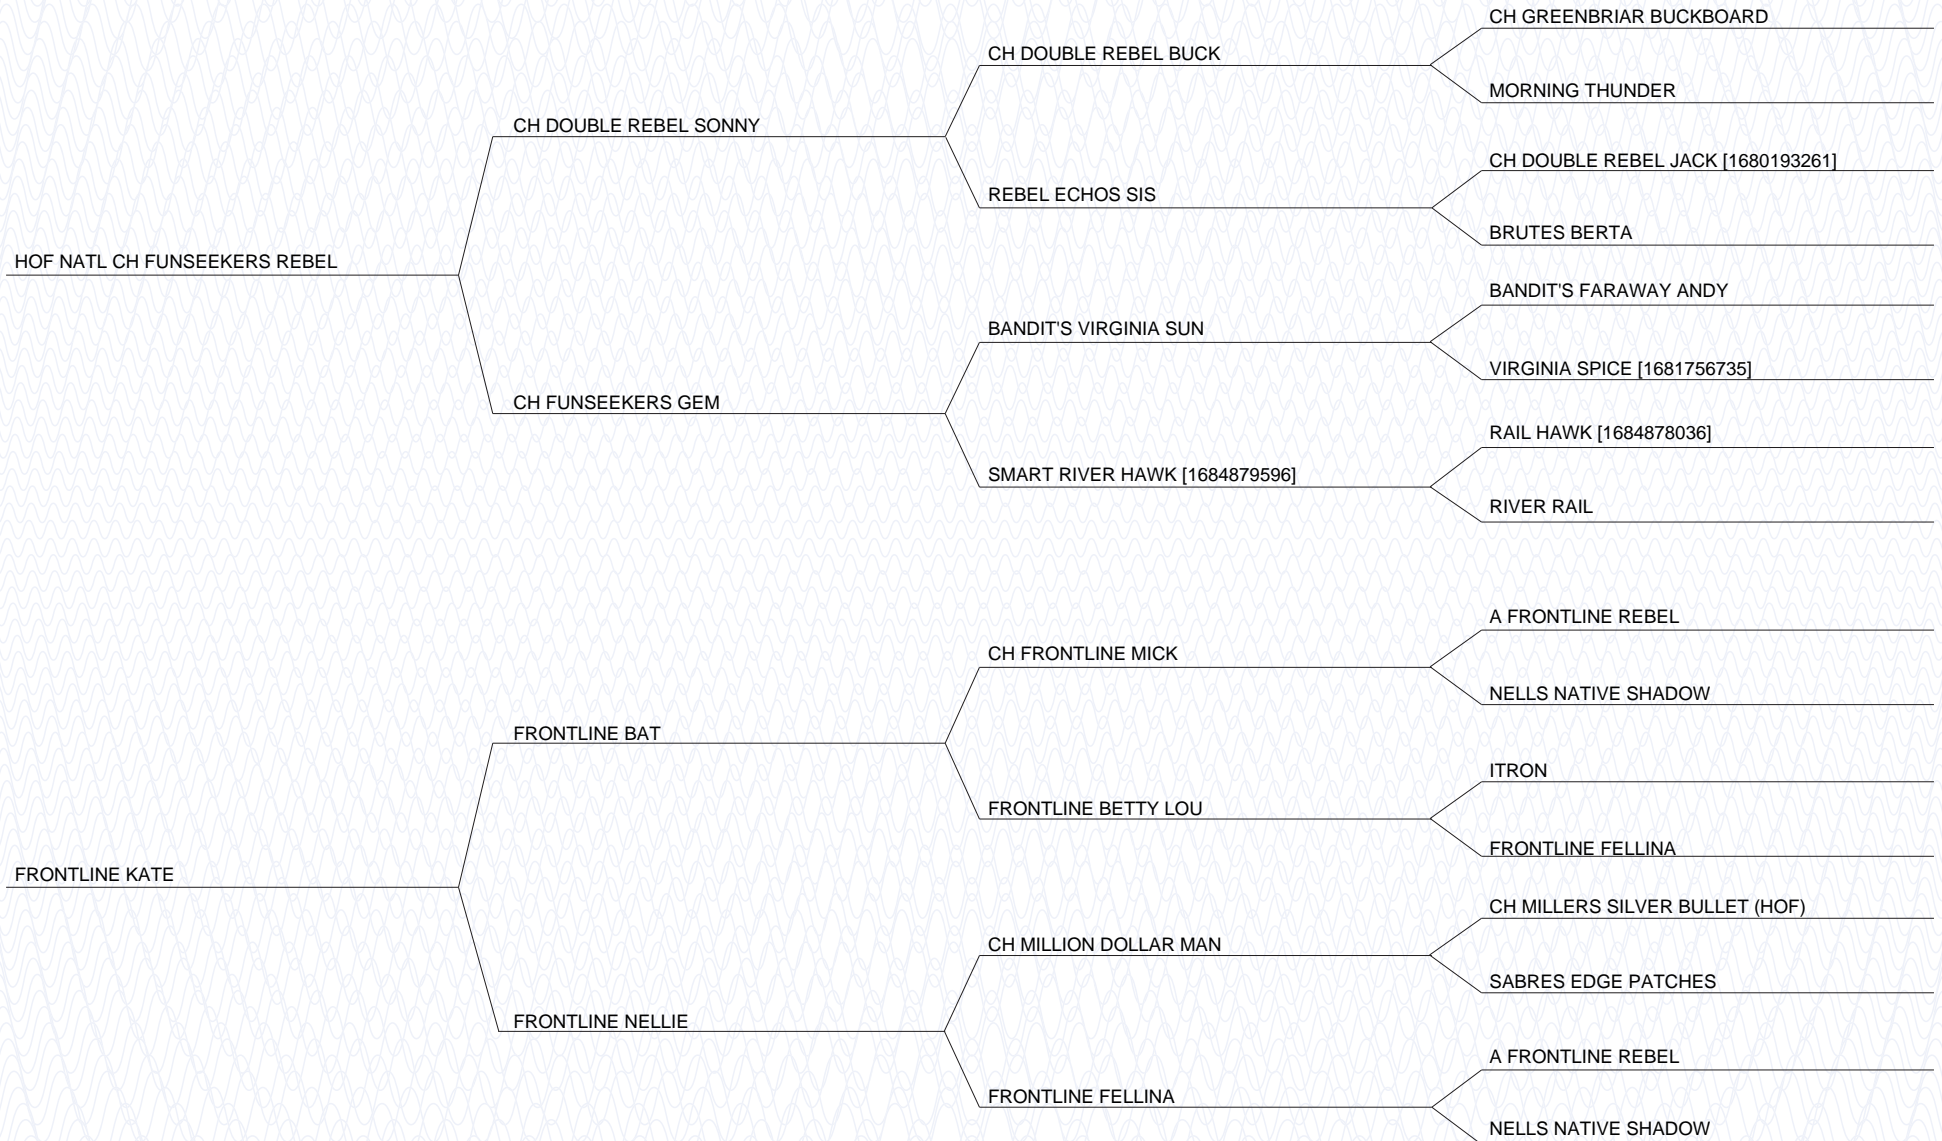 CH GREENBRIAR BUCKBOARD
CH DOUBLE REBEL BUCK
MORNING THUNDER
CH DOUBLE REBEL SONNY
CH DOUBLE REBEL JACK [1680193261]
REBEL ECHOS SIS
BRUTES BERTA
HOF NATL CH FUNSEEKERS REBEL
BANDIT'S FARAWAY ANDY
BANDIT'S VIRGINIA SUN
VIRGINIA SPICE [1681756735]
CH FUNSEEKERS GEM
RAIL HAWK [1684878036]
SMART RIVER HAWK [1684879596]
RIVER RAIL
A FRONTLINE REBEL
CH FRONTLINE MICK
NELLS NATIVE SHADOW
FRONTLINE BAT
ITRON
FRONTLINE BETTY LOU
FRONTLINE FELLINA
FRONTLINE KATE
CH MILLERS SILVER BULLET (HOF)
CH MILLION DOLLAR MAN
SABRES EDGE PATCHES
FRONTLINE NELLIE
A FRONTLINE REBEL
FRONTLINE FELLINA
NELLS NATIVE SHADOW